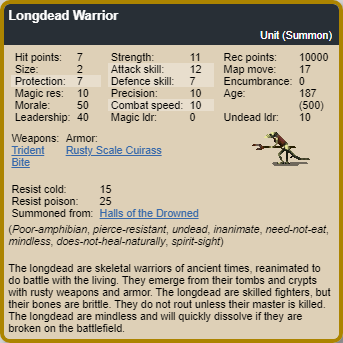 Longdead Warrior
Unit (Summon)
Hit points: 7 Strength: 11 Rec points: 10000
Size: 2 Attack skill: 12 Map move: 17
Protection: 7 Defence skill: 7 Encumbrance: 0
Magic res: 10 Precision: 10 Age: 187
Morale: 50 Combat speed: 10 (500)
Leadership: 40 Magic ldr: 0 Undead ldr: 10
Weapons: Armor:
Trident Rusty Scale Cuirass
Bite
Resist cold: 15
Resist poison: 25
Summoned from: Halls of the Drowned
(Poor-amphibian, pierce-resistant, undead, inanimate, need-not-eat,
mindless, does-not-heal-naturally, spirit-sight)
The longdead are skeletal warriors of ancient times, reanimated to
do battle with the living. They emerge from their tombs and crypts
with rusty weapons and armor. The longdead are skilled fighters, but
their bones are brittle. They do not rout unless their master is killed.
The longdead are mindless and will quickly dissolve if they are
broken on the battlefield.